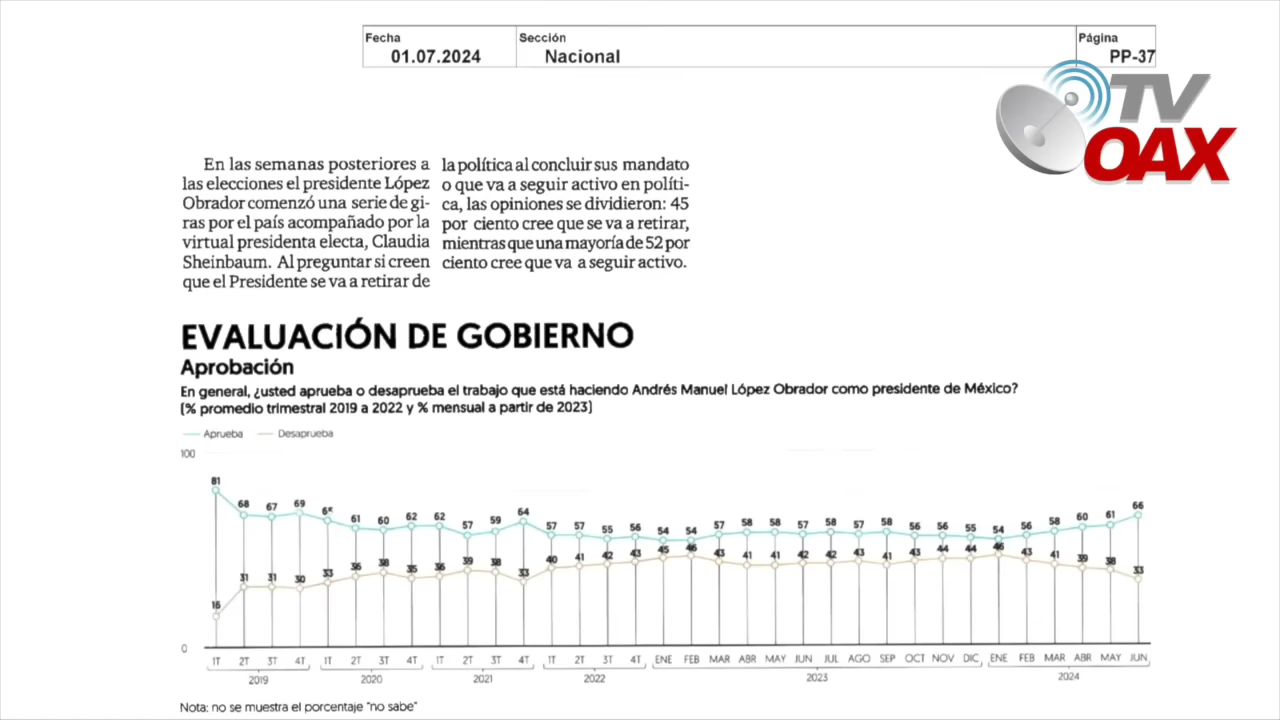 Fecha
01.07.2024
Sección
Nacional
Página
PP-37
TV
OAX
En las semanas posteriores a
las elecciones el presidente López
Obrador comenzó una serie de gi-
ras por el país acompañado por la
virtual presidenta electa, Claudia
Sheinbaum. Al preguntar si creen
que el Presidente se va a retirar de
la política al concluir sus mandato
o que va a seguir activo en políti-
ca, las opiniones se dividieron: 45
por ciento cree que se va a retirar,
mientras que una mayoría de 52 por
ciento cree que va a seguir activo.
EVALUACIÓN DE GOBIERNO
Aprobación
En general, ¿usted aprueba o desaprueba el trabajo que está haciendo Andrés Manuel López Obrador como presidente de México?
(% promedio trimestral 2019 a 2022 y % mensual a partir de 2023)
Aprueba Desaprueba
100
81 68 67 69 61 60 62 62 57 59 64 57 57 55 56 54 54 57 58 58 57 58 57 58 56 56 55 54 56 58 60 61 66
16 31 31 30 33 36 38 35 36 39 38 33 40 41 42 43 45 46 43 41 41 42 42 43 41 43 44 44 46 43 41 39 38 33
0
1T 2T 3T 4T 1T 2T 3T 4T 1T 2T 3T 4T 1T 2T 3T 4T ENE FEB MAR ABR MAY JUN JUL AGO SEP OCT NOV DIC ENE FEB MAR ABR MAY JUN
2019 2020 2021 2022 2023 2024
Nota: no se muestra el porcentaje "no sabe"